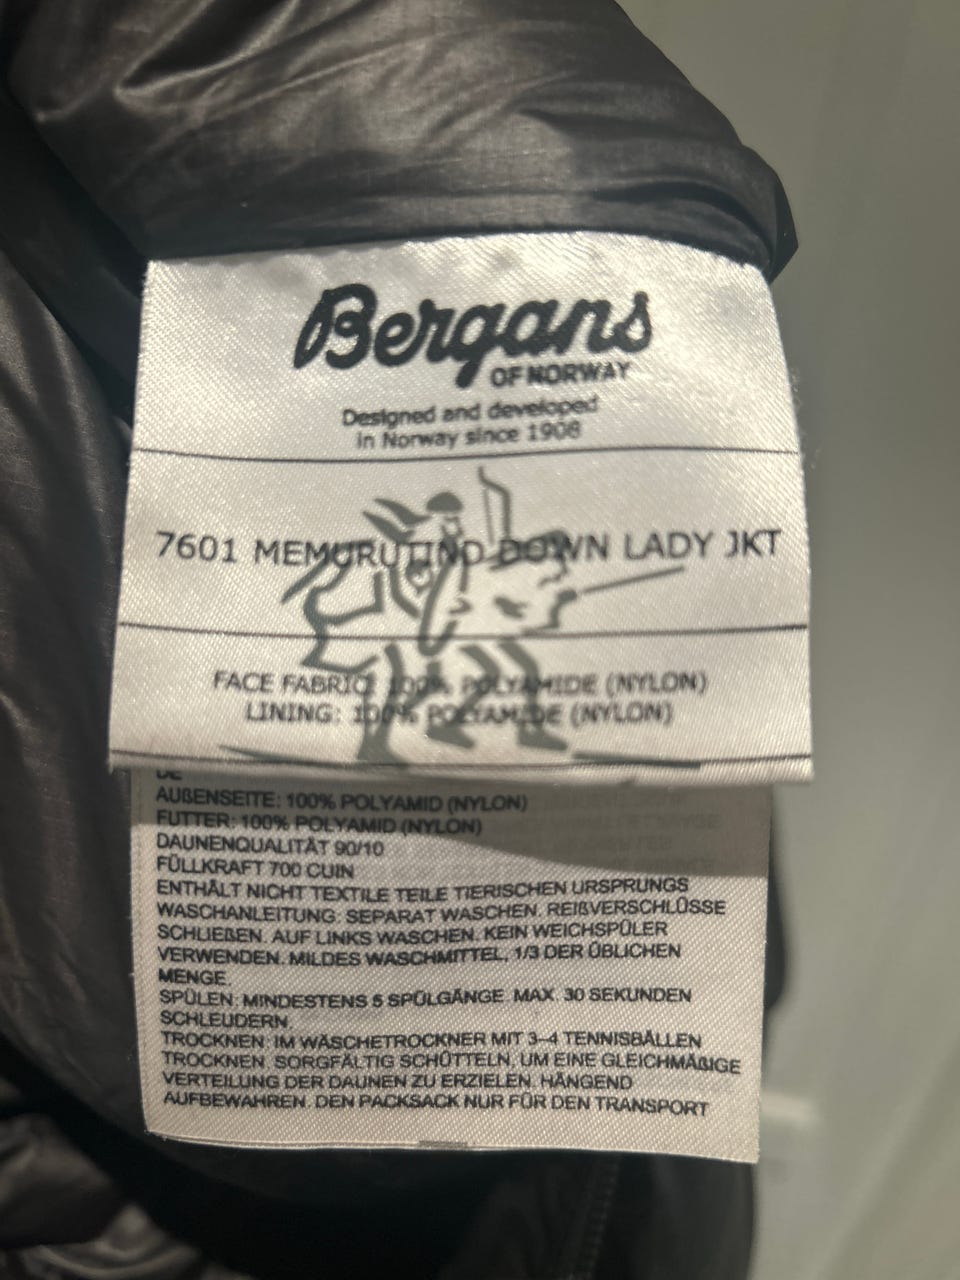 Bergans
OF NORWAY
Designed and developed
in Norway since 1908
7601 MEMURUTIND DOWN LADY JKT
FACE FABRIC: 100% POLYAMIDE (NYLON)
LINING: 100% POLYAMIDE (NYLON)
DE
AUßENSEITE: 100% POLYAMID (NYLON)
FUTTER: 100% POLYAMID (NYLON)
DAUNENQUALITÄT 90/10
FÜLLKRAFT 700 CUIN
ENTHÄLT NICHT TEXTILE TEILE TIERISCHEN URSPRUNGS
WASCHANLEITUNG: SEPARAT WASCHEN. REIßVERSCHLÜSSE
SCHLIEßEN. AUF LINKS WASCHEN. KEIN WEICHSPÜLER
VERWENDEN. MILDES WASCHMITTEL, 1/3 DER ÜBLICHEN
MENGE.
SPÜLEN: MINDESTENS 5 SPÜLGÄNGE. MAX. 30 SEKUNDEN
SCHLEUDERN.
TROCKNEN: IM WÄSCHETROCKNER MIT 3–4 TENNISBÄLLEN
TROCKNEN. SORGFÄLTIG SCHÜTTELN, UM EINE GLEICHMÄßIGE
VERTEILUNG DER DAUNEN ZU ERZIELEN. HÄNGEND
AUFBEWAHREN. DEN PACKSACK NUR FÜR DEN TRANSPORT